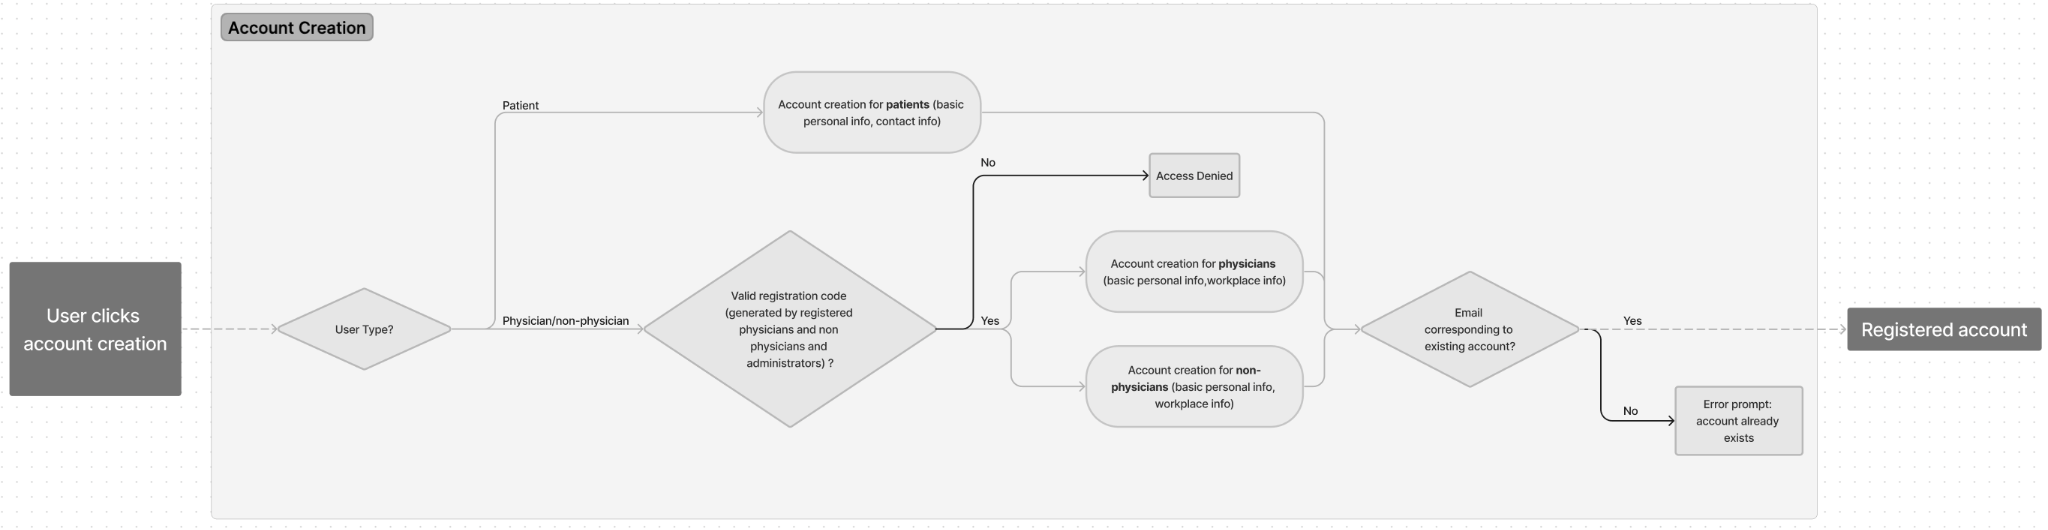 Account Creation
Patient
Account creation for patients (basic
personal info, contact info)
No
Access Denied
User clicks
account creation
User Type?
Physician/non-physician
Valid registration code
(generated by registered
physicians and non
physicians and
administrators) ?
Yes
Account creation for physicians
(basic personal info,workplace info)
Account creation for non-
physicians (basic personal info,
workplace info)
Email
corresponding to
existing account?
Yes
Registered account
No
Error prompt:
account already
exists